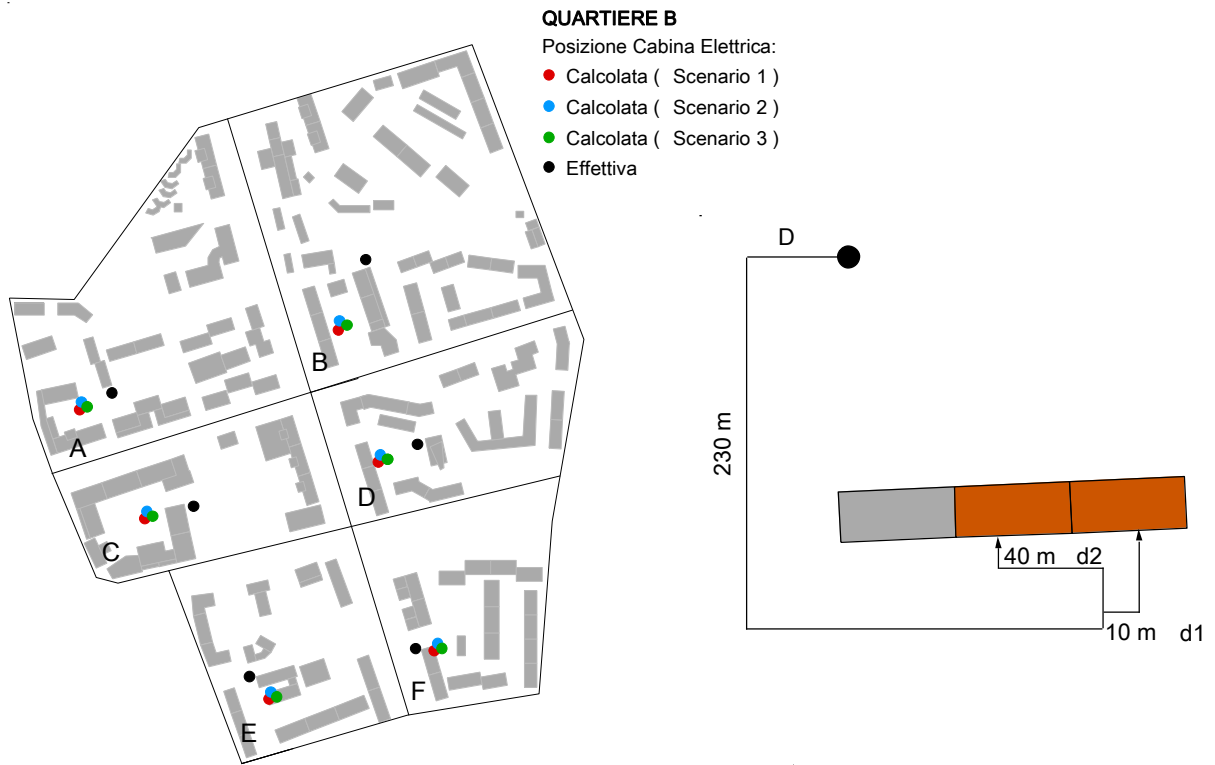 QUARTIERE B
Posizione Cabina Elettrica:
Calcolata ( Scenario 1 )
Calcolata ( Scenario 2 )
Calcolata ( Scenario 3 )
Effettiva
A
B
C
D
E
F
D
230 m
40 m d2
10 m d1